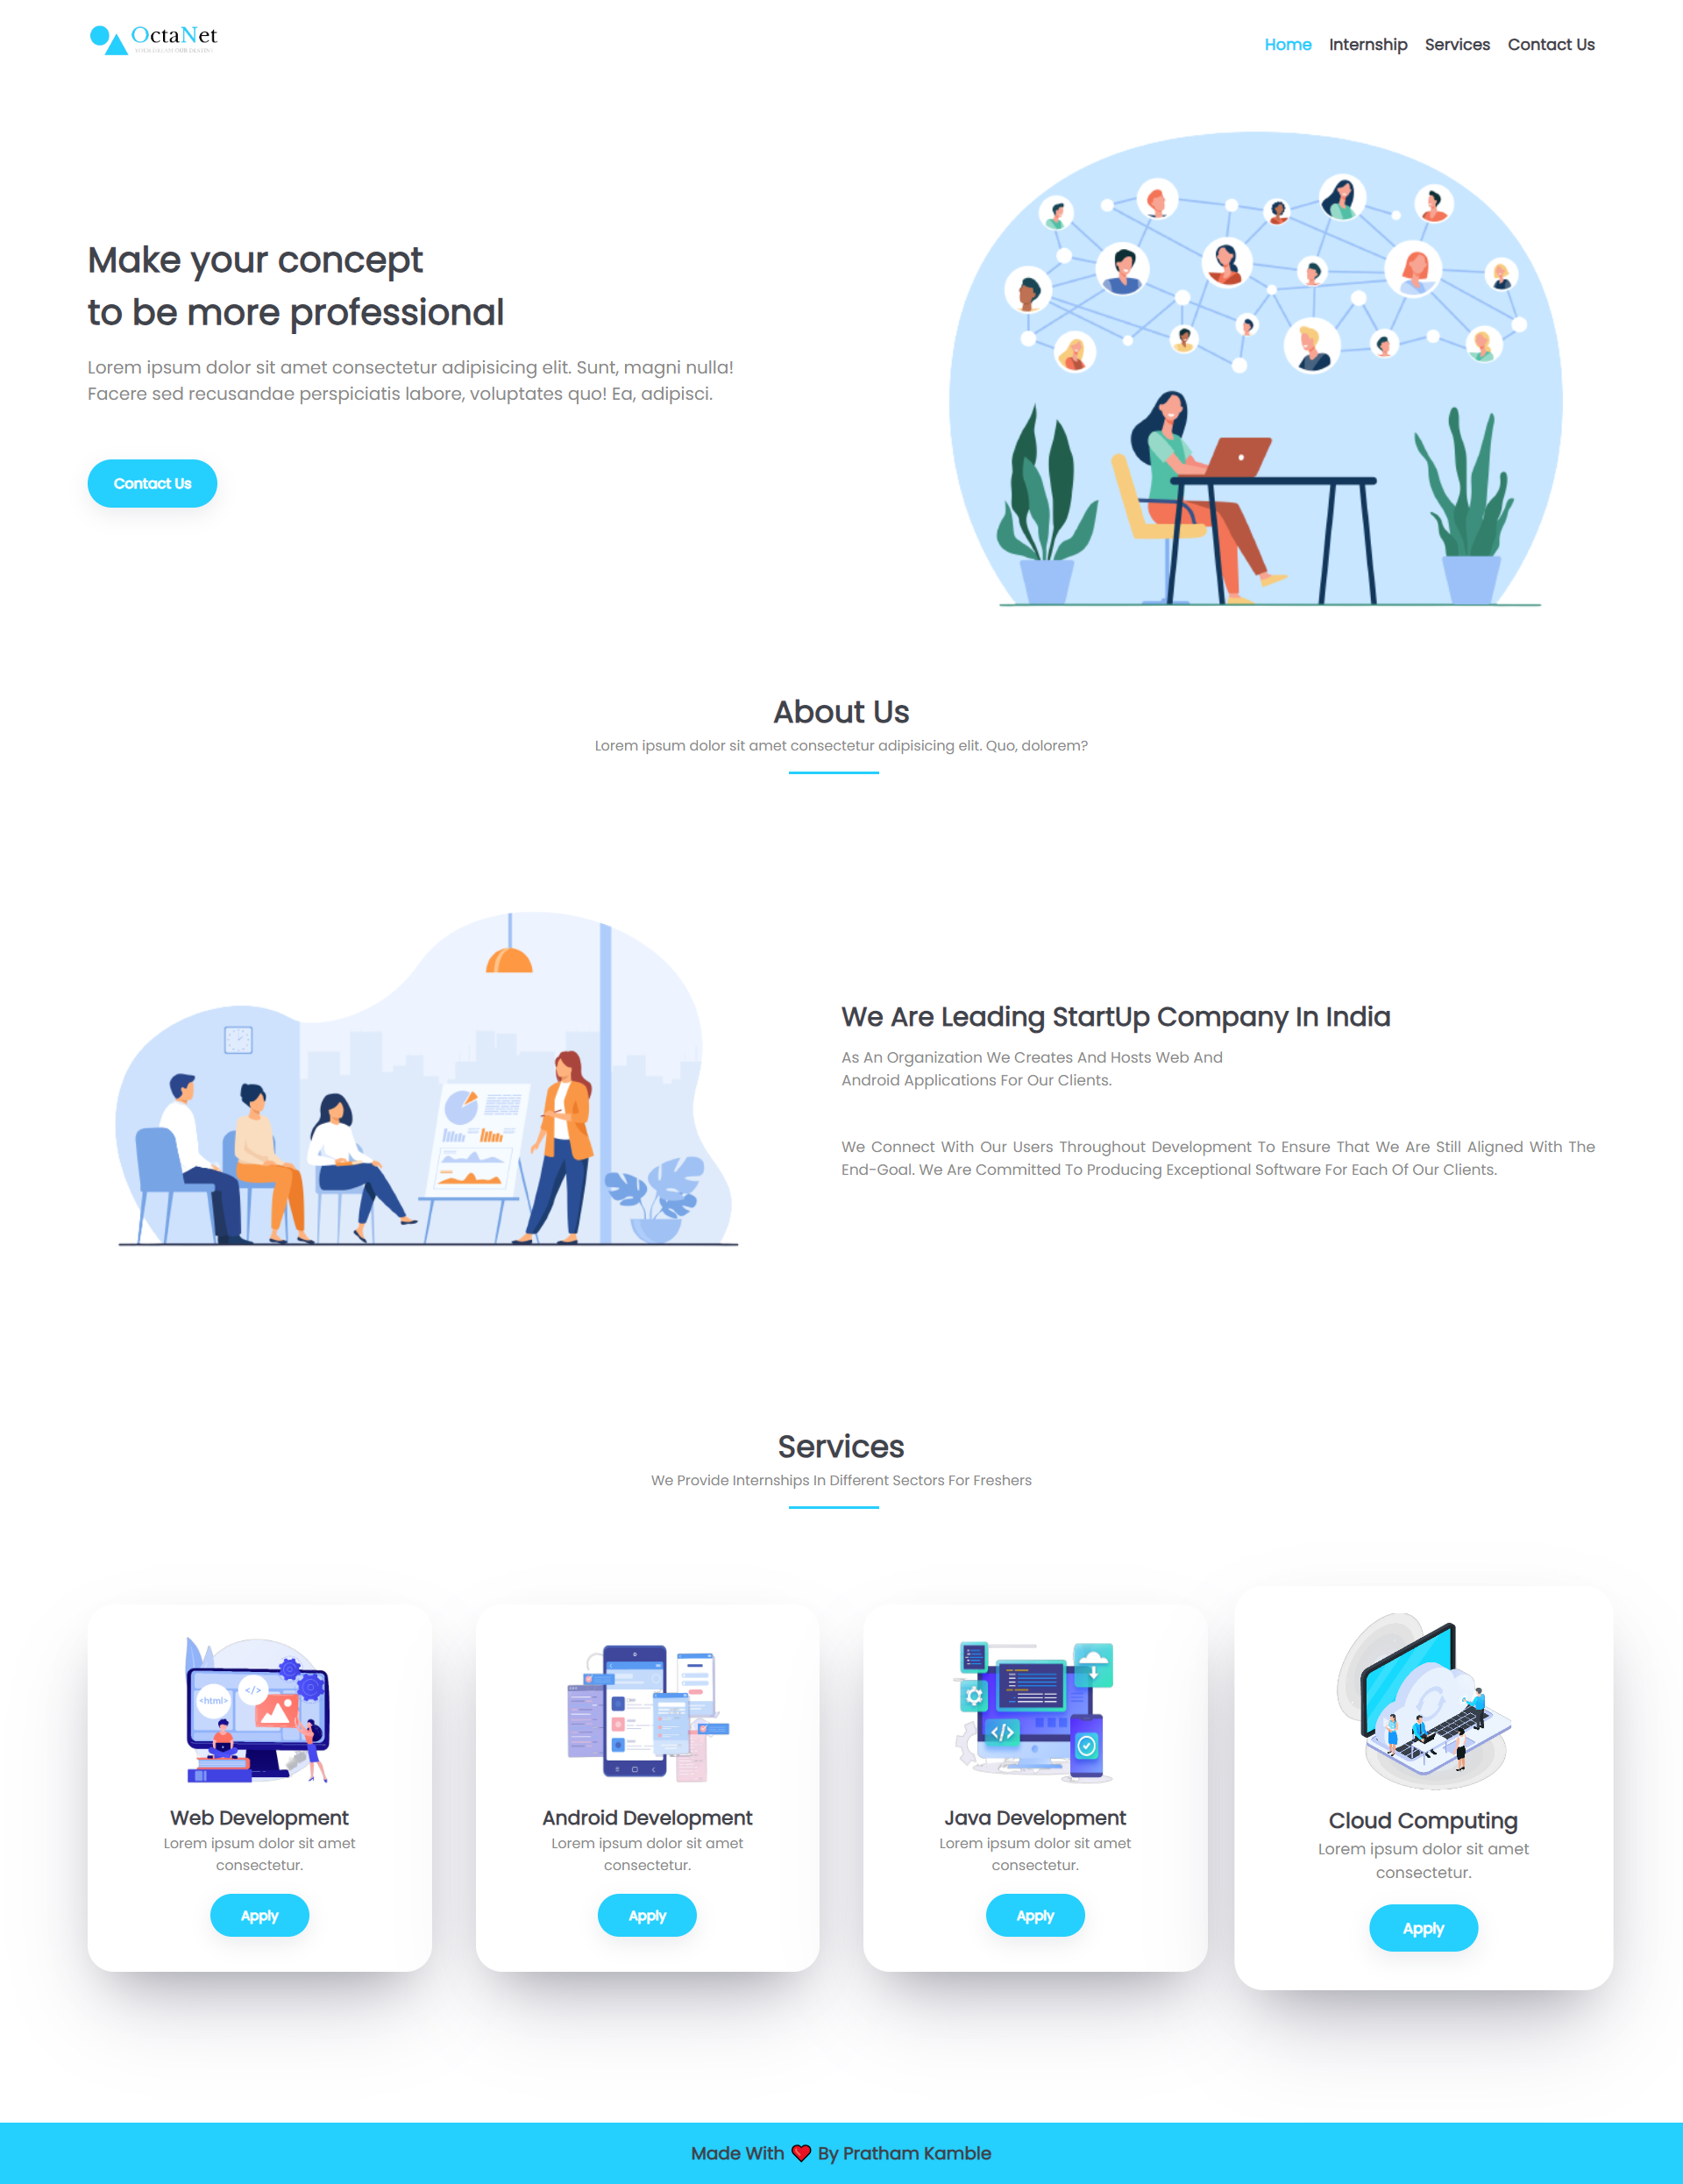 OctaNet
YOUR DREAM OUR DESTINY
Home Internship Services Contact Us
Make your concept
to be more professional
Lorem ipsum dolor sit amet consectetur adipisicing elit. Sunt, magni nulla!
Facere sed recusandae perspiciatis labore, voluptates quo! Ea, adipisci.
Contact Us
About Us
Lorem ipsum dolor sit amet consectetur adipisicing elit. Quo, dolorem?
We Are Leading StartUp Company In India
As An Organization We Creates And Hosts Web And
Android Applications For Our Clients.
We Connect With Our Users Throughout Development To Ensure That We Are Still Aligned With The
End-Goal. We Are Committed To Producing Exceptional Software For Each Of Our Clients.
Services
We Provide Internships In Different Sectors For Freshers
<html>
</>
Web Development
Lorem ipsum dolor sit amet
consectetur.
Apply
Android Development
Lorem ipsum dolor sit amet
consectetur.
Apply
</>
Java Development
Lorem ipsum dolor sit amet
consectetur.
Apply
Cloud Computing
Lorem ipsum dolor sit amet
consectetur.
Apply
Made With ❤️ By Pratham Kamble